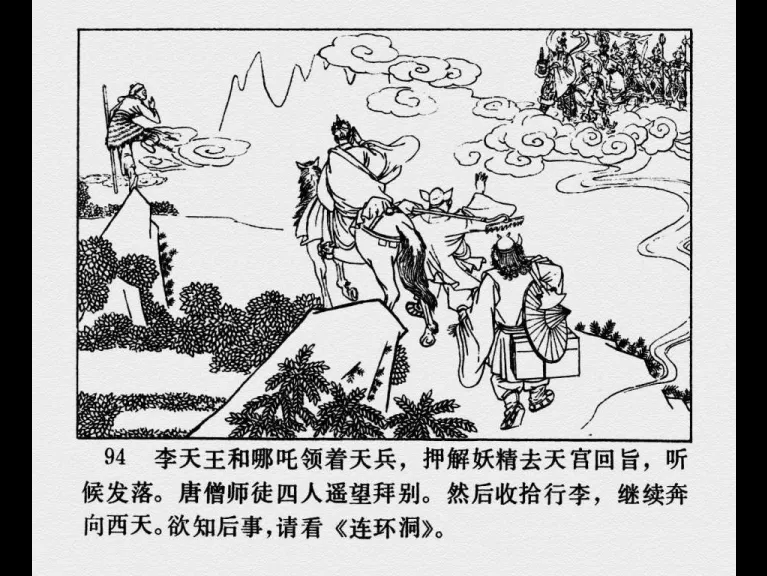 94 李天王和哪吒领着天兵，押解妖精去天宫回旨，听
候发落。唐僧师徒四人遥望拜别。然后收拾行李，继续奔
向西天。欲知后事，请看《连环洞》。